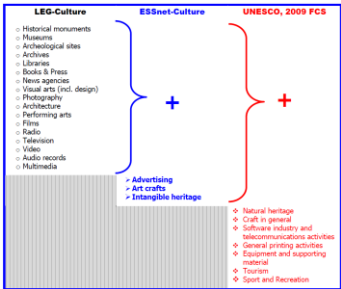 LEG-Culture
ESSnet-Culture
UNESCO, 2009 FCS
o Historical monuments
o Museums
o Archeological sites
o Archives
o Libraries
o Books & Press
o News agencies
o Visual arts (incl. design)
o Photography
o Architecture
o Performing arts
o Films
o Radio
o Television
o Video
o Audio records
o Multimedia
+
+
➢ Advertising
➢ Art crafts
➢ Intangible heritage
❖ Natural heritage
❖ Craft in general
❖ Software industry and
telecommunications activities
❖ General printing activities
❖ Equipment and supporting
material
❖ Tourism
❖ Sport and Recreation